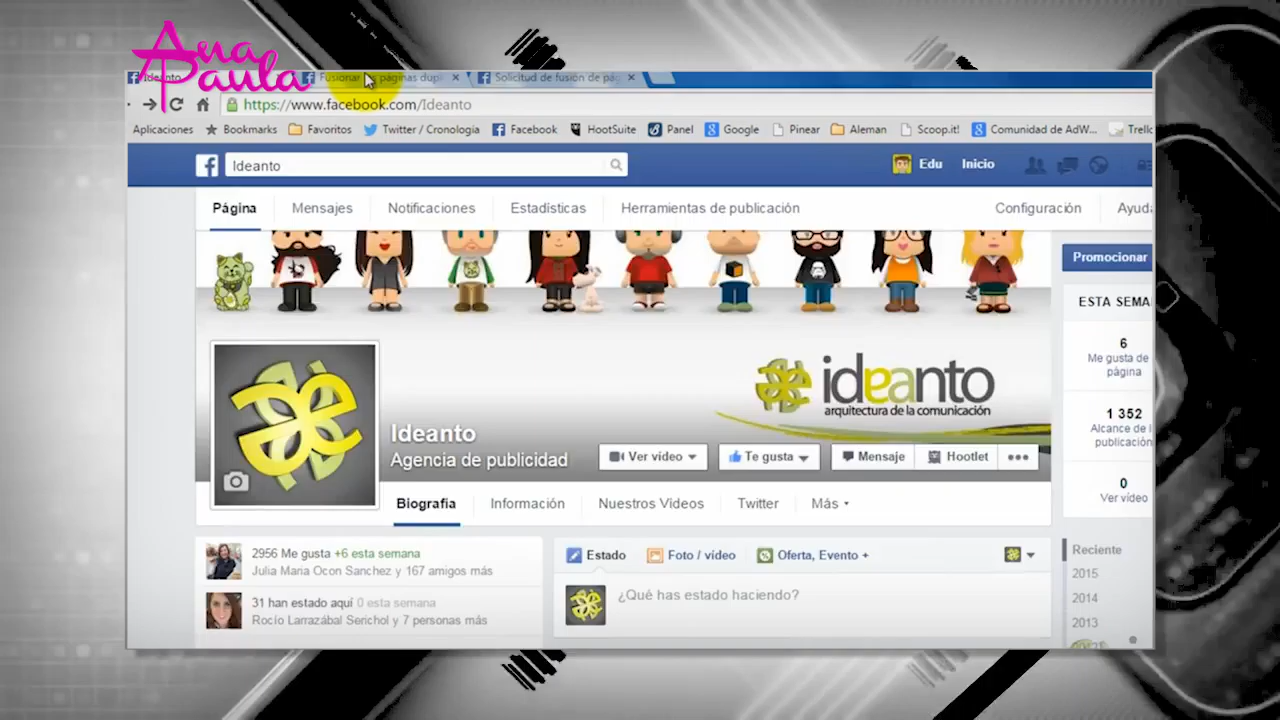 Ana
Paula
Ideanto
Fusionar páginas dupl
Solicitud de fusión de pág
https://www.facebook.com/Ideanto
Aplicaciones Bookmarks Favoritos Twitter / Cronología Facebook HootSuite Panel Google Pinear Aleman Scoop.it! Comunidad de AdW... Trello
Ideanto
Edu Inicio
Página Mensajes Notificaciones Estadísticas Herramientas de publicación Configuración Ayuda
Promocionar
ESTA SEMA
6
Me gusta de
página
1 352
Alcance de l
publicación
0
Ver vídeo
ideanto
arquitectura de la comunicación
Ideanto
Agencia de publicidad
Ver vídeo Te gusta Mensaje Hootlet •••
Biografía Información Nuestros Vídeos Twitter Más
2956 Me gusta +6 esta semana
Julia Maria Ocon Sanchez y 167 amigos más
31 han estado aquí 0 esta semana
Rocío Larrazábal Serichol y 7 personas más
Estado Foto / vídeo Oferta, Evento +
¿Qué has estado haciendo?
Reciente
2015
2014
2013